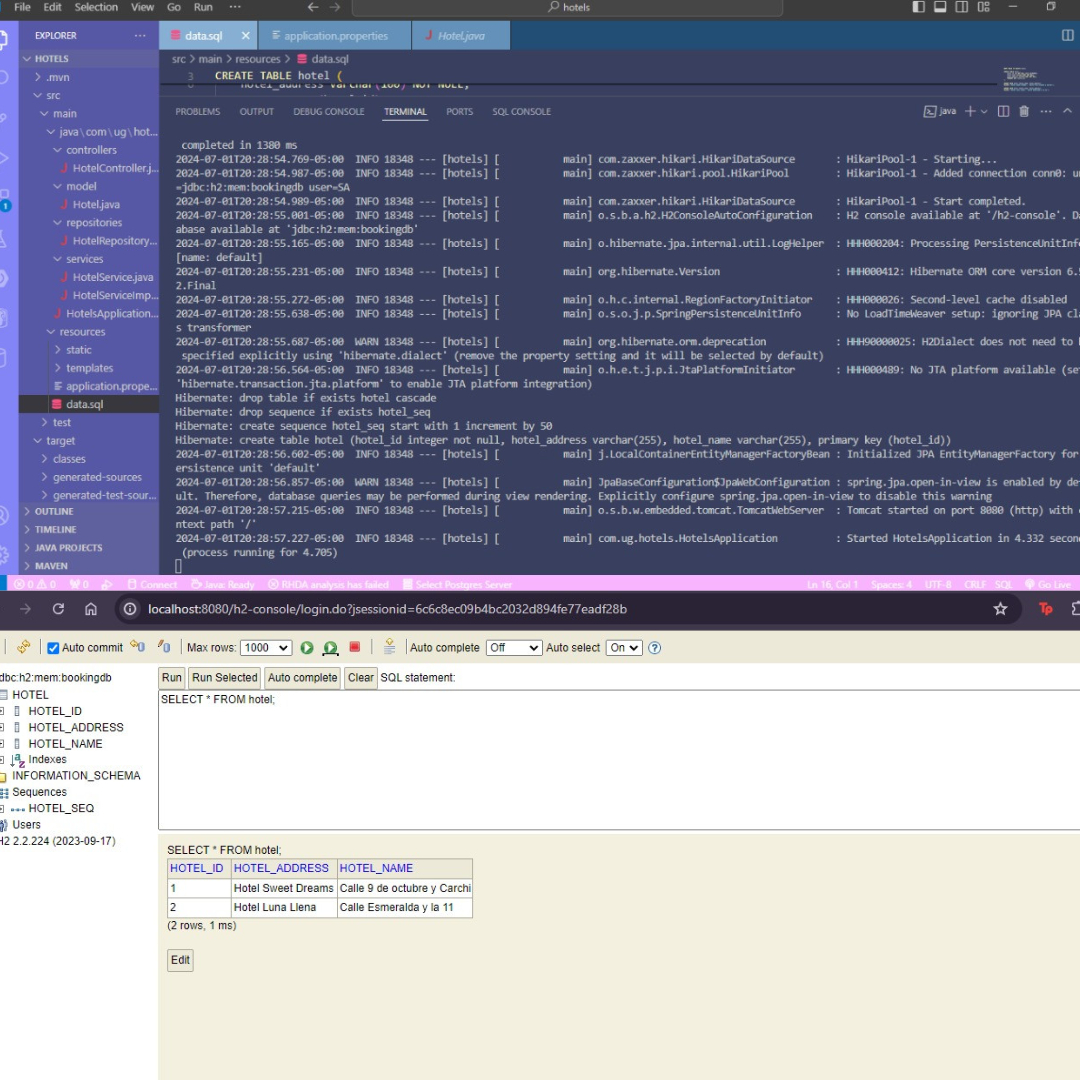 File Edit Selection View Go Run ··· hotels
EXPLORER ···
data.sql application.properties Hotel.java
HOTELS
src > main > resources > data.sql
.mvn
src
main
java\com\ug\hot...
controllers
HotelController.j...
model
Hotel.java
repositories
HotelRepository...
services
HotelService.java
HotelServiceImp...
HotelsApplication...
resources
static
templates
application.prope...
data.sql
test
target
classes
generated-sources
generated-test-sour...
OUTLINE
TIMELINE
JAVA PROJECTS
MAVEN
3 CREATE TABLE hotel (
hotel_address varchar(100) NOT NULL,
PROBLEMS OUTPUT DEBUG CONSOLE TERMINAL PORTS SQL CONSOLE java
completed in 1380 ms
2024-07-01T20:28:54.769-05:00 INFO 18348 --- [hotels] [ main] com.zaxxer.hikari.HikariDataSource : HikariPool-1 - Starting...
2024-07-01T20:28:54.987-05:00 INFO 18348 --- [hotels] [ main] com.zaxxer.hikari.pool.HikariPool : HikariPool-1 - Added connection conn0: u
=jdbc:h2:mem:bookingdb user=SA
2024-07-01T20:28:54.989-05:00 INFO 18348 --- [hotels] [ main] com.zaxxer.hikari.HikariDataSource : HikariPool-1 - Start completed.
2024-07-01T20:28:55.001-05:00 INFO 18348 --- [hotels] [ main] o.s.b.a.h2.H2ConsoleAutoConfiguration : H2 console available at '/h2-console'. Da
abase available at 'jdbc:h2:mem:bookingdb'
2024-07-01T20:28:55.165-05:00 INFO 18348 --- [hotels] [ main] o.hibernate.jpa.internal.util.LogHelper : HHH000204: Processing PersistenceUnitInfo
[name: default]
2024-07-01T20:28:55.231-05:00 INFO 18348 --- [hotels] [ main] org.hibernate.Version : HHH000412: Hibernate ORM core version 6.5
2.Final
2024-07-01T20:28:55.272-05:00 INFO 18348 --- [hotels] [ main] o.h.c.internal.RegionFactoryInitiator : HHH000026: Second-level cache disabled
2024-07-01T20:28:55.638-05:00 INFO 18348 --- [hotels] [ main] o.s.o.j.p.SpringPersistenceUnitInfo : No LoadTimeWeaver setup: ignoring JPA cla
s transformer
2024-07-01T20:28:55.687-05:00 WARN 18348 --- [hotels] [ main] org.hibernate.orm.deprecation : HHH90000025: H2Dialect does not need to b
specified explicitly using 'hibernate.dialect' (remove the property setting and it will be selected by default)
2024-07-01T20:28:56.564-05:00 INFO 18348 --- [hotels] [ main] o.h.e.t.j.p.i.JtaPlatformInitiator : HHH000489: No JTA platform available (set
'hibernate.transaction.jta.platform' to enable JTA platform integration)
Hibernate: drop table if exists hotel cascade
Hibernate: drop sequence if exists hotel_seq
Hibernate: create sequence hotel_seq start with 1 increment by 50
Hibernate: create table hotel (hotel_id integer not null, hotel_address varchar(255), hotel_name varchar(255), primary key (hotel_id))
2024-07-01T20:28:56.602-05:00 INFO 18348 --- [hotels] [ main] j.LocalContainerEntityManagerFactoryBean : Initialized JPA EntityManagerFactory for
ersistence unit 'default'
2024-07-01T20:28:56.857-05:00 WARN 18348 --- [hotels] [ main] JpaBaseConfiguration$JpaWebConfiguration : spring.jpa.open-in-view is enabled by def
ult. Therefore, database queries may be performed during view rendering. Explicitly configure spring.jpa.open-in-view to disable this warning
2024-07-01T20:28:57.215-05:00 INFO 18348 --- [hotels] [ main] o.s.b.w.embedded.tomcat.TomcatWebServer : Tomcat started on port 8080 (http) with c
ntext path '/'
2024-07-01T20:28:57.227-05:00 INFO 18348 --- [hotels] [ main] com.ug.hotels.HotelsApplication : Started HotelsApplication in 4.332 secon
(process running for 4.705)
0 0 0 Connect Java: Ready RHDA analysis has failed Select Postgres Server Ln 16, Col 1 Spaces: 4 UTF-8 CRLF SQL Go Live
localhost:8080/h2-console/login.do?jsessionid=6c6c8ec09b4bc2032d894fe77eadf28b Tp
Auto commit Max rows: 1000 Auto complete Off Auto select On ?
dbc:h2:mem:bookingdb
HOTEL
HOTEL_ID
HOTEL_ADDRESS
HOTEL_NAME
Indexes
INFORMATION_SCHEMA
Sequences
HOTEL_SEQ
Users
H2 2.2.224 (2023-09-17)
Run Run Selected Auto complete Clear SQL statement:
SELECT * FROM hotel;
SELECT * FROM hotel;
HOTEL_ID HOTEL_ADDRESS HOTEL_NAME
1 Hotel Sweet Dreams Calle 9 de octubre y Carchi
2 Hotel Luna Llena Calle Esmeralda y la 11
(2 rows, 1 ms)
Edit